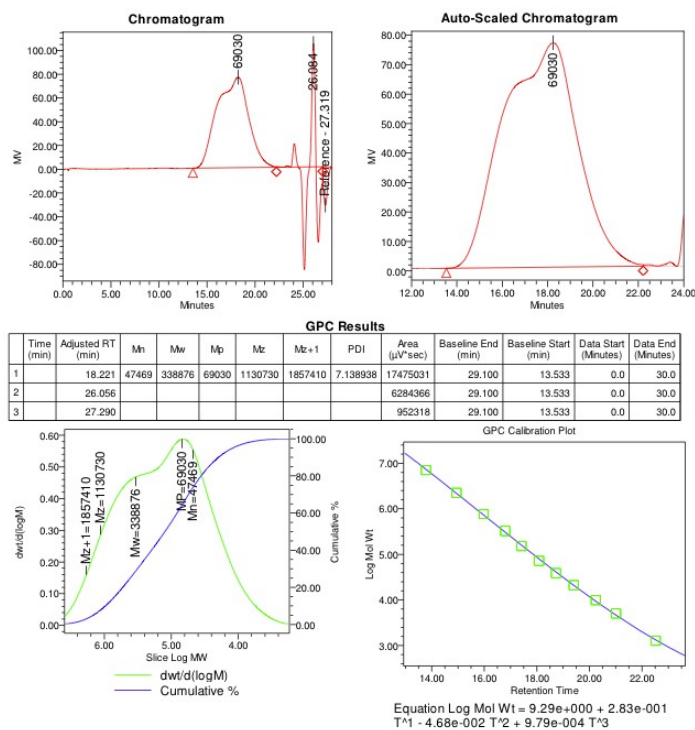 Chromatogram
Auto-Scaled Chromatogram
MV
100.00
80.00
60.00
40.00
20.00
0.00
-20.00
-40.00
-60.00
-80.00
69030
26.084
Reference - 27.319
0.00 5.00 10.00 15.00 20.00 25.00
Minutes
MV
80.00
70.00
60.00
50.00
40.00
30.00
20.00
10.00
0.00
69030
12.00 14.00 16.00 18.00 20.00 22.00 24.00
Minutes
GPC Results
Time (min) Adjusted RT (min) Mn Mw Mp Mz Mz+1 PDI Area (µV*sec) Baseline End (min) Baseline Start (min) Data Start (Minutes) Data End (Minutes)
1 18.221 47469 338876 69030 1130730 1857410 7.138938 17475031 29.100 13.533 0.0 30.0
2 26.056 6284366 29.100 13.533 0.0 30.0
3 27.290 952318 29.100 13.533 0.0 30.0
dwt/d(logM)
0.60
0.50
0.40
0.30
0.20
0.10
0.00
Mz+1=1857410
Mz=1130730
Mw=338876
MP=69030
Mn=47469
100.00
80.00
60.00
40.00
20.00
0.00
Cumulative %
6.00 5.00 4.00
Slice Log MW
dwt/d(logM)
Cumulative %
GPC Calibration Plot
Log Mol Wt
7.00
6.00
5.00
4.00
3.00
14.00 16.00 18.00 20.00 22.00
Retention Time
Equation Log Mol Wt = 9.29e+000 + 2.83e-001
T^1 - 4.68e-002 T^2 + 9.79e-004 T^3